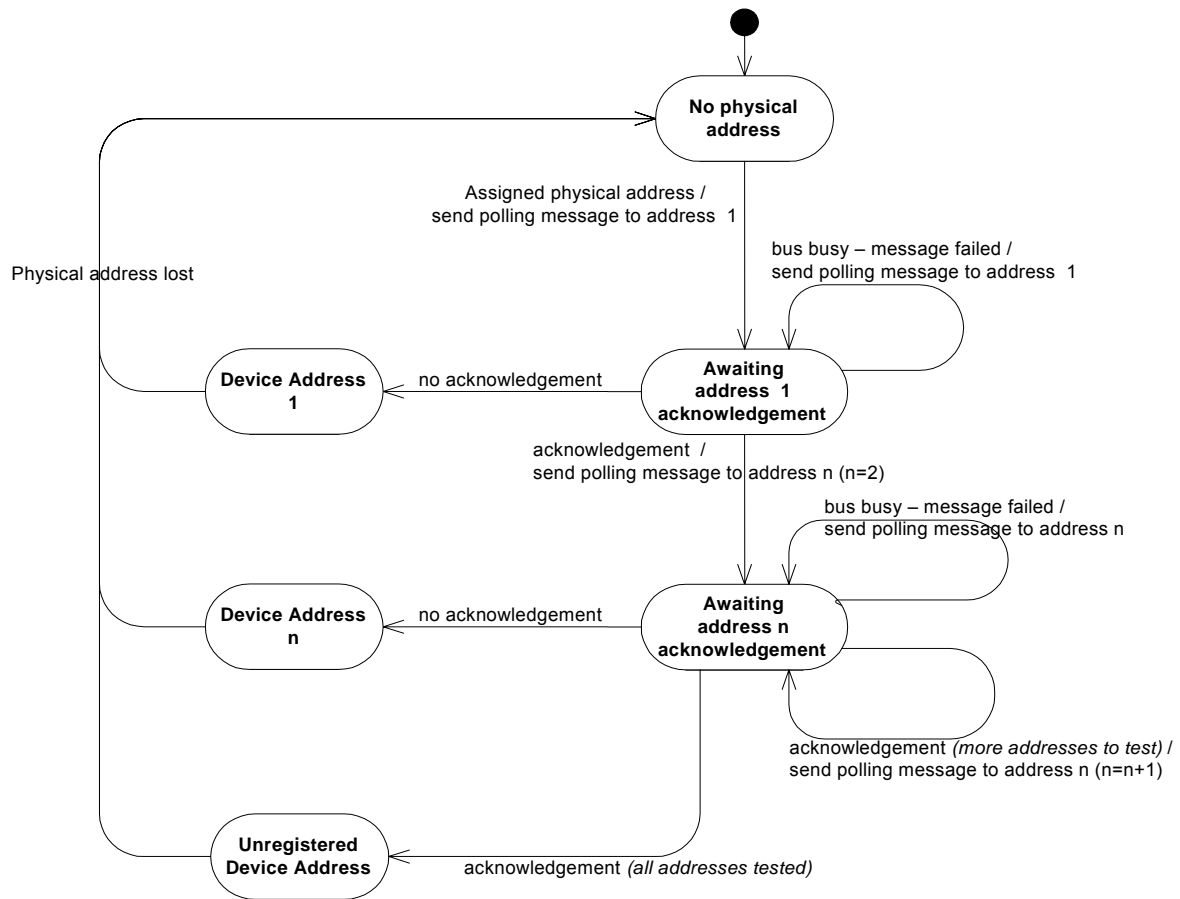 No physical
address
Assigned physical address /
send polling message to address  1
bus busy – message failed /
send polling message to address  1
Physical address lost
Device Address
1
no acknowledgement
Awaiting
address  1
acknowledgement
acknowledgement  /
send polling message to address n (n=2)
bus busy – message failed /
send polling message to address n
Device Address
n
no acknowledgement
Awaiting
address n
acknowledgement
acknowledgement (more addresses to test) /
send polling message to address n (n=n+1)
Unregistered
Device Address
acknowledgement (all addresses tested)